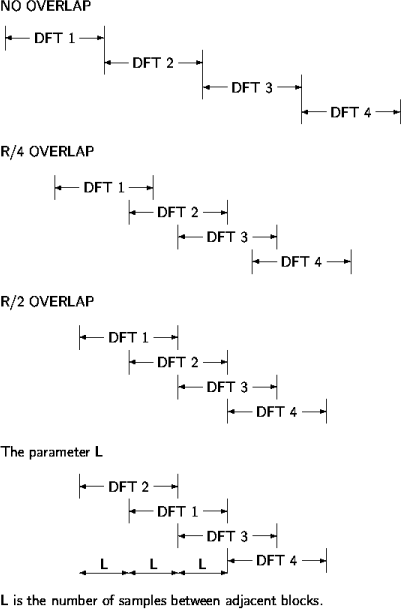 NO OVERLAP
DFT 1
DFT 2
DFT 3
DFT 4
R/4 OVERLAP
DFT 1
DFT 2
DFT 3
DFT 4
R/2 OVERLAP
DFT 1
DFT 2
DFT 3
DFT 4
The parameter L
DFT 2
DFT 1
DFT 3
L L L DFT 4
L is the number of samples between adjacent blocks.